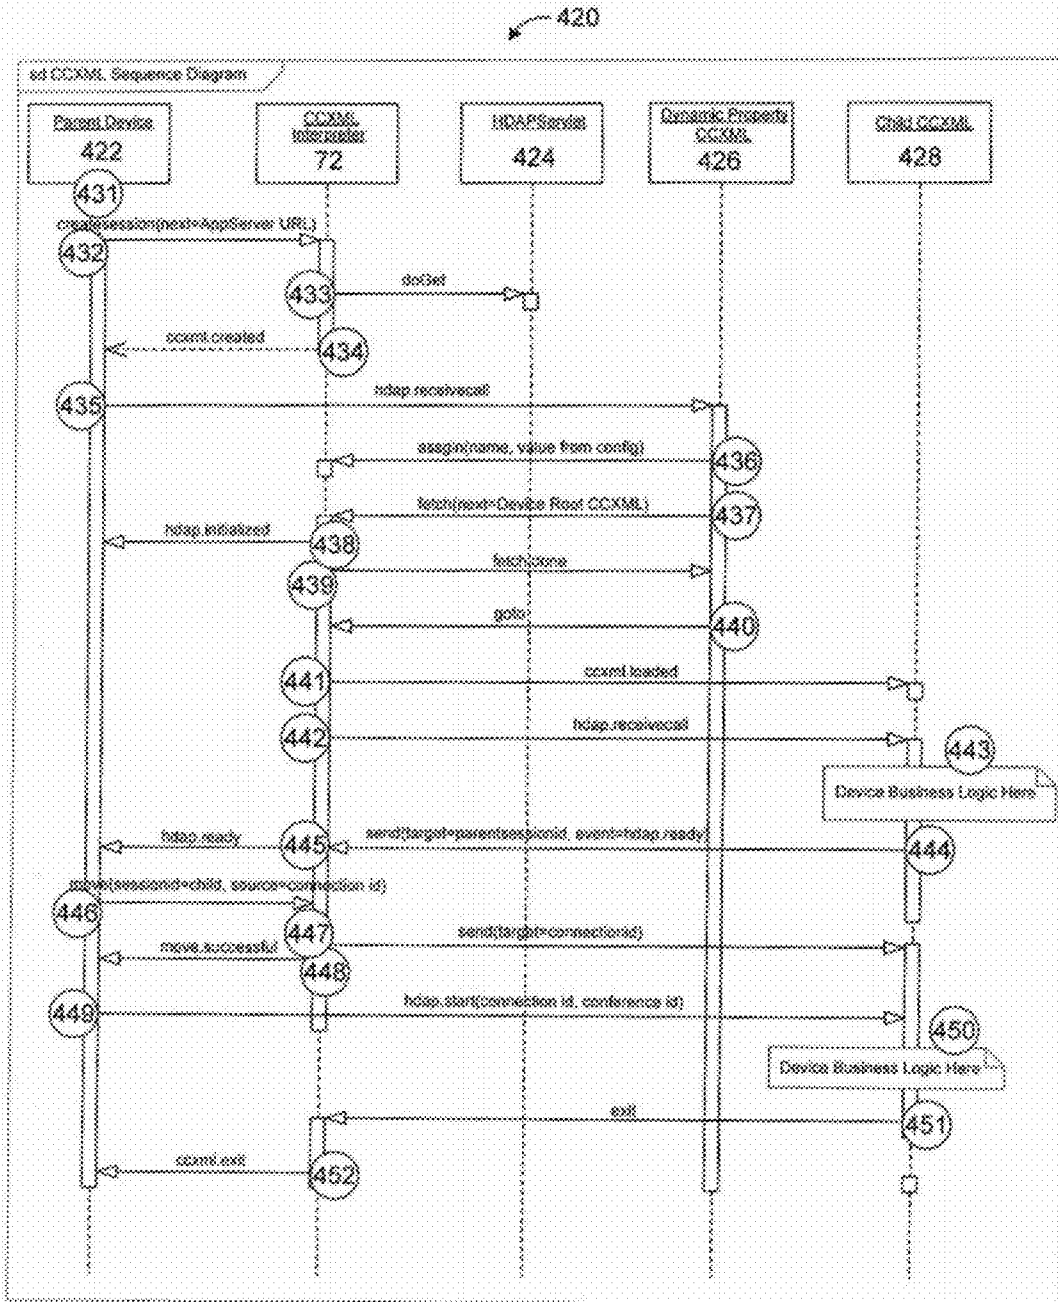 420
sd CCXML Sequence Diagram
Parent Device
422
CCXML
Interpreter
72
HDAPServlet
424
Dynamic Property
CCXML
426
Child CCXML
428
431
createsession(next=AppServer URL)
432
433
doGet
ccxml.created
434
435
hdap.receivecall
assgin(name, value from config)
436
fetch(next=Device Root CCXML)
437
hdap.initialized
438
439
fetch.done
goto
440
441
ccxml.loaded
442
hdap.receivecall
443
Device Business Logic Here
hdap.ready
445
send(target=parentsessionid, event=hdap.ready)
444
move(sessionid=child, source=connection id)
446
447
send(target=connectionid)
move.successful
448
449
hdap.start(connection id, conference id)
450
Device Business Logic Here
exit
451
ccxml.exit
452